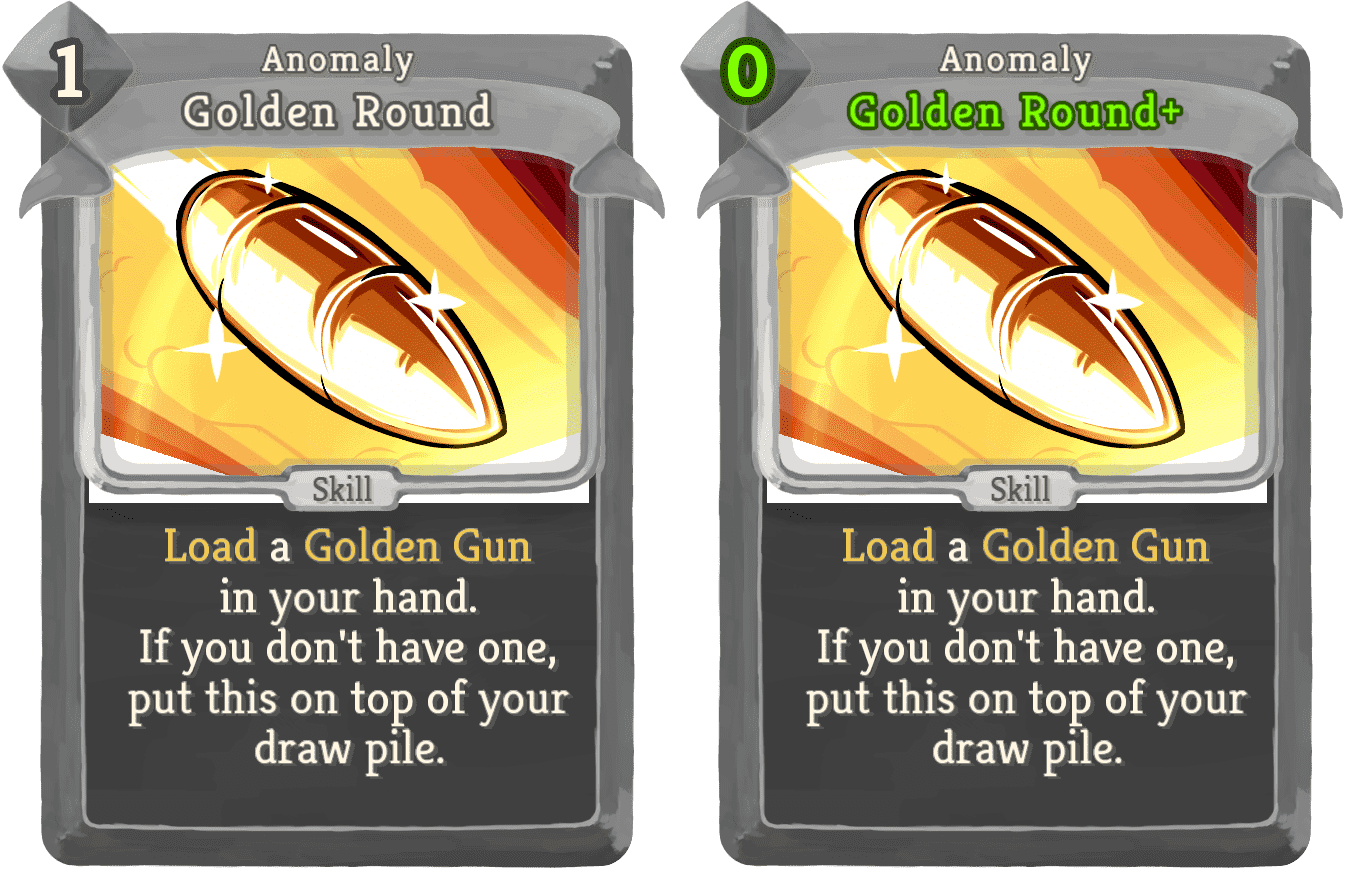 1
Anomaly
Golden Round
Skill
Load a Golden Gun
in your hand.
If you don't have one,
put this on top of your
draw pile.
0
Anomaly
Golden Round+
Skill
Load a Golden Gun
in your hand.
If you don't have one,
put this on top of your
draw pile.